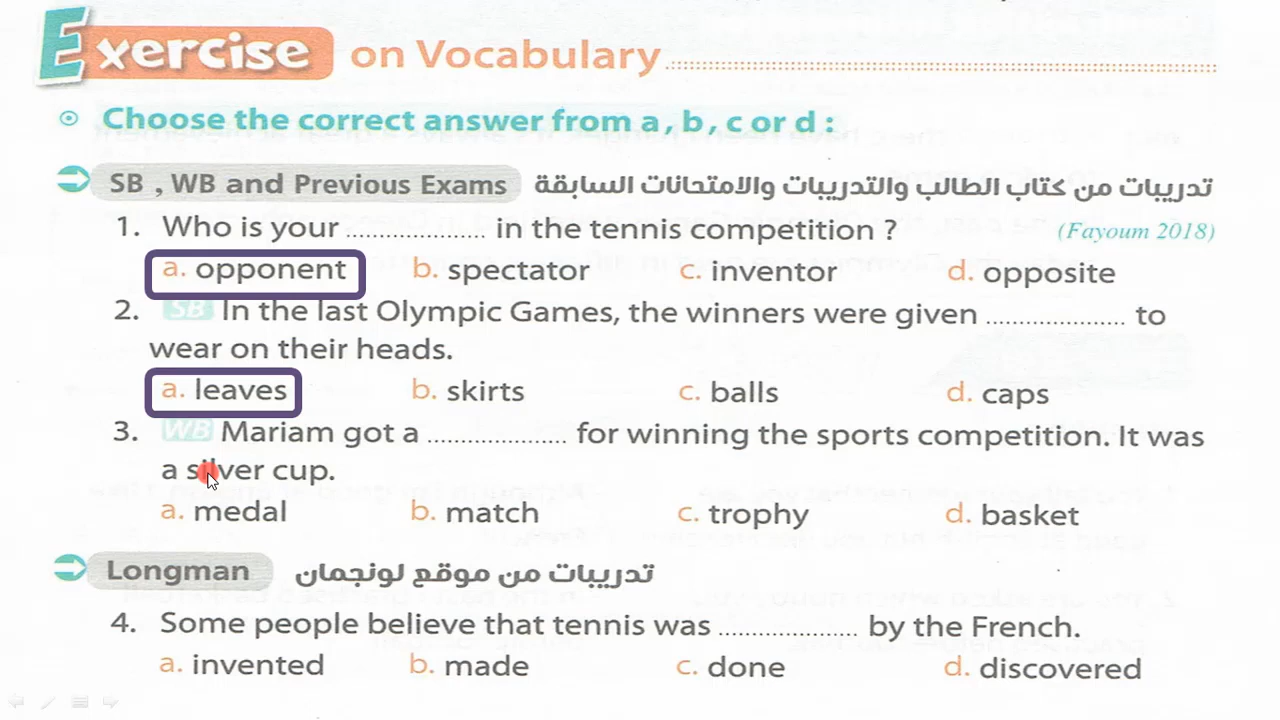 Exercise on Vocabulary
Choose the correct answer from a, b, c or d :
SB , WB and Previous Exams تدريبات من كتاب الطالب والتدريبات والامتحانات السابقة
1. Who is your .................. in the tennis competition ? (Fayoum 2018)
a. opponent b. spectator c. inventor d. opposite
2. SB In the last Olympic Games, the winners were given .................. to
wear on their heads.
a. leaves b. skirts c. balls d. caps
3. WB Mariam got a .................. for winning the sports competition. It was
a silver cup.
a. medal b. match c. trophy d. basket
Longman تدريبات من موقع لونجمان
4. Some people believe that tennis was .................. by the French.
a. invented b. made c. done d. discovered